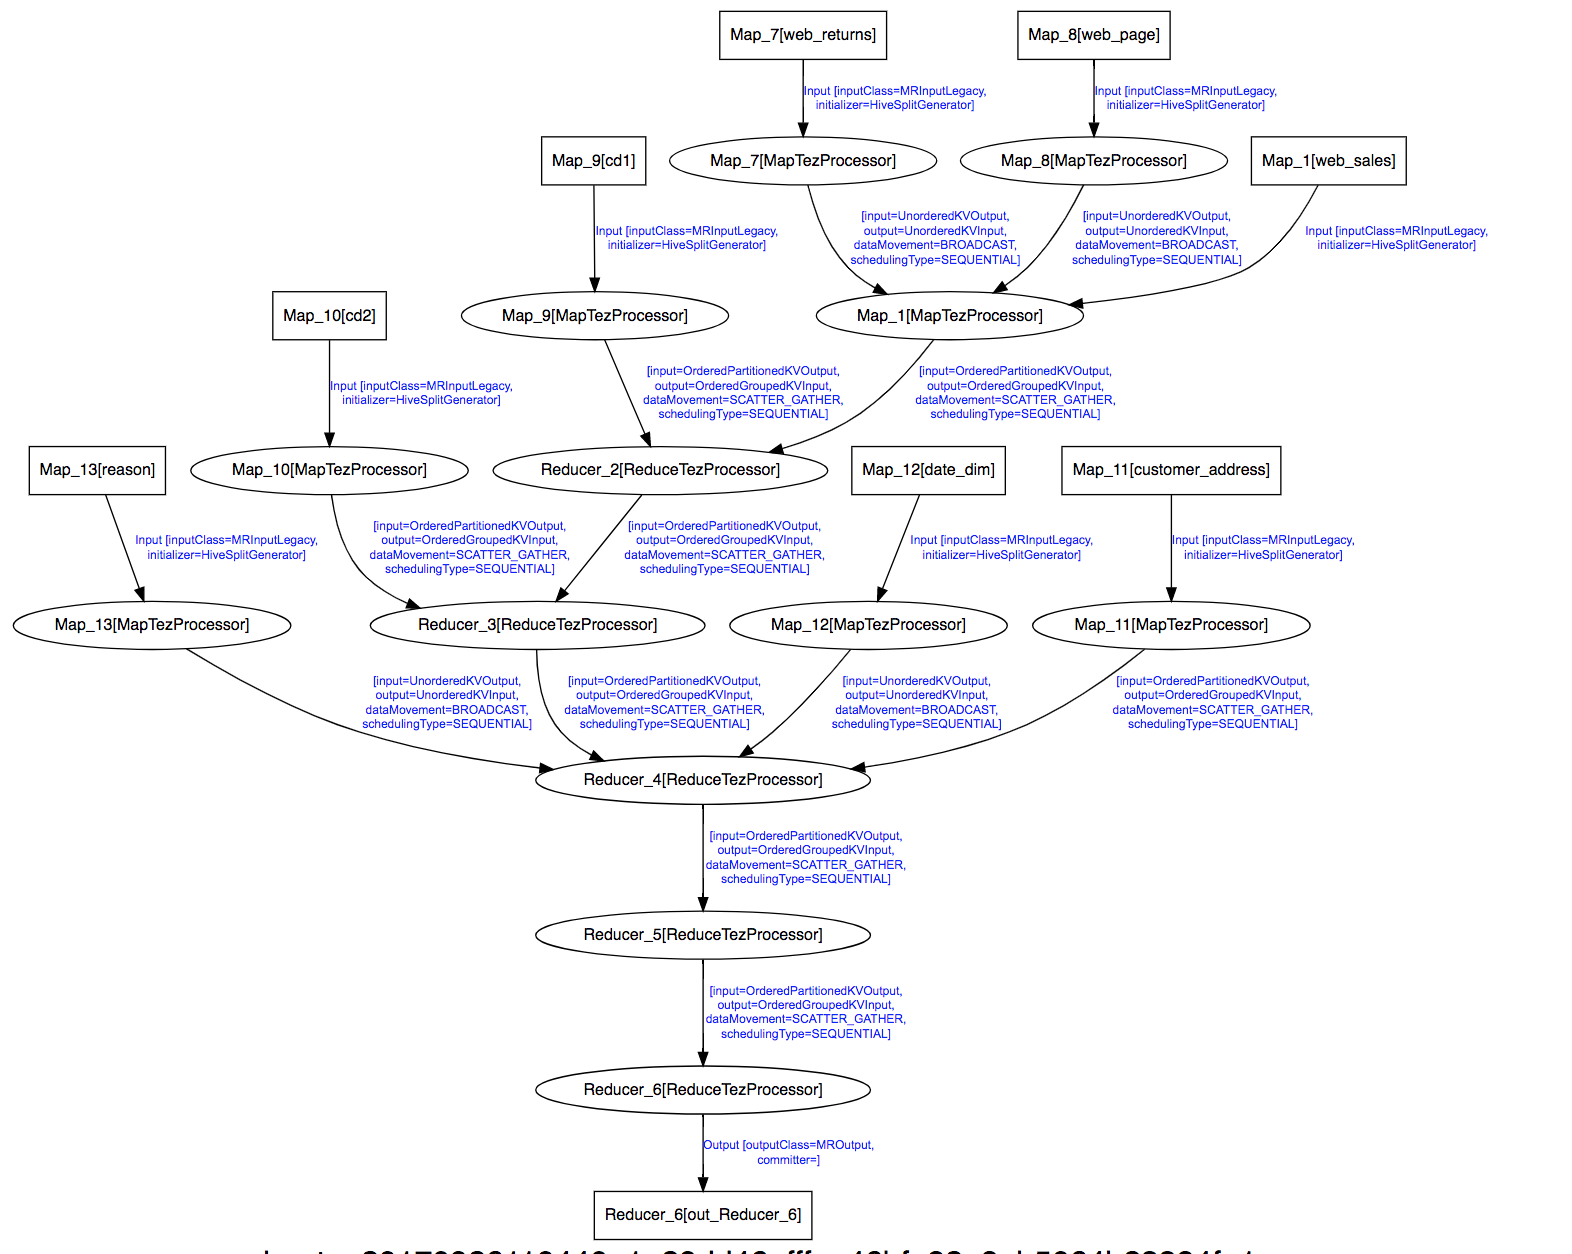 Map_7[web_returns]
Map_8[web_page]
Input [inputClass=MRInputLegacy,
initializer=HiveSplitGenerator]
Input [inputClass=MRInputLegacy,
initializer=HiveSplitGenerator]
Map_9[cd1]
Map_7[MapTezProcessor]
Map_8[MapTezProcessor]
Map_1[web_sales]
Input [inputClass=MRInputLegacy,
initializer=HiveSplitGenerator]
[input=UnorderedKVOutput,
output=UnorderedKVInput,
dataMovement=BROADCAST,
schedulingType=SEQUENTIAL]
[input=UnorderedKVOutput,
output=UnorderedKVInput,
dataMovement=BROADCAST,
schedulingType=SEQUENTIAL]
Input [inputClass=MRInputLegacy,
initializer=HiveSplitGenerator]
Map_10[cd2]
Map_9[MapTezProcessor]
Map_1[MapTezProcessor]
Input [inputClass=MRInputLegacy,
initializer=HiveSplitGenerator]
[input=OrderedPartitionedKVOutput,
output=OrderedGroupedKVInput,
dataMovement=SCATTER_GATHER,
schedulingType=SEQUENTIAL]
[input=OrderedPartitionedKVOutput,
output=OrderedGroupedKVInput,
dataMovement=SCATTER_GATHER,
schedulingType=SEQUENTIAL]
Map_13[reason]
Map_10[MapTezProcessor]
Reducer_2[ReduceTezProcessor]
Map_12[date_dim]
Map_11[customer_address]
Input [inputClass=MRInputLegacy,
initializer=HiveSplitGenerator]
[input=OrderedPartitionedKVOutput,
output=OrderedGroupedKVInput,
dataMovement=SCATTER_GATHER,
schedulingType=SEQUENTIAL]
[input=OrderedPartitionedKVOutput,
output=OrderedGroupedKVInput,
dataMovement=SCATTER_GATHER,
schedulingType=SEQUENTIAL]
Input [inputClass=MRInputLegacy,
initializer=HiveSplitGenerator]
Input [inputClass=MRInputLegacy,
initializer=HiveSplitGenerator]
Map_13[MapTezProcessor]
Reducer_3[ReduceTezProcessor]
Map_12[MapTezProcessor]
Map_11[MapTezProcessor]
[input=UnorderedKVOutput,
output=UnorderedKVInput,
dataMovement=BROADCAST,
schedulingType=SEQUENTIAL]
[input=OrderedPartitionedKVOutput,
output=OrderedGroupedKVInput,
dataMovement=SCATTER_GATHER,
schedulingType=SEQUENTIAL]
[input=UnorderedKVOutput,
output=UnorderedKVInput,
dataMovement=BROADCAST,
schedulingType=SEQUENTIAL]
[input=OrderedPartitionedKVOutput,
output=OrderedGroupedKVInput,
dataMovement=SCATTER_GATHER,
schedulingType=SEQUENTIAL]
Reducer_4[ReduceTezProcessor]
[input=OrderedPartitionedKVOutput,
output=OrderedGroupedKVInput,
dataMovement=SCATTER_GATHER,
schedulingType=SEQUENTIAL]
Reducer_5[ReduceTezProcessor]
[input=OrderedPartitionedKVOutput,
output=OrderedGroupedKVInput,
dataMovement=SCATTER_GATHER,
schedulingType=SEQUENTIAL]
Reducer_6[ReduceTezProcessor]
Output [outputClass=MROutput,
committer=]
Reducer_6[out_Reducer_6]